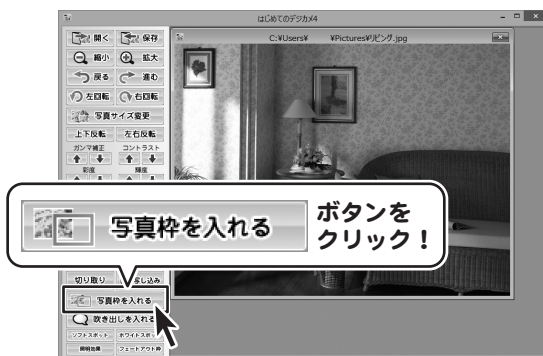 はじめてのデジカメ4
C:¥Users¥ ¥Pictures¥リビング.jpg
開く 保存
縮小 拡大
戻る 進む
左回転 右回転
写真サイズ変更
上下反転 左右反転
ガンマ補正 コントラスト
彩度 輝度
写真枠を入れる
ボタンを
クリック!
切り取り
写真枠を入れる
吹き出しを入れる
ソフトスポット ホワイトスポット
照明効果 フェードアウト枠